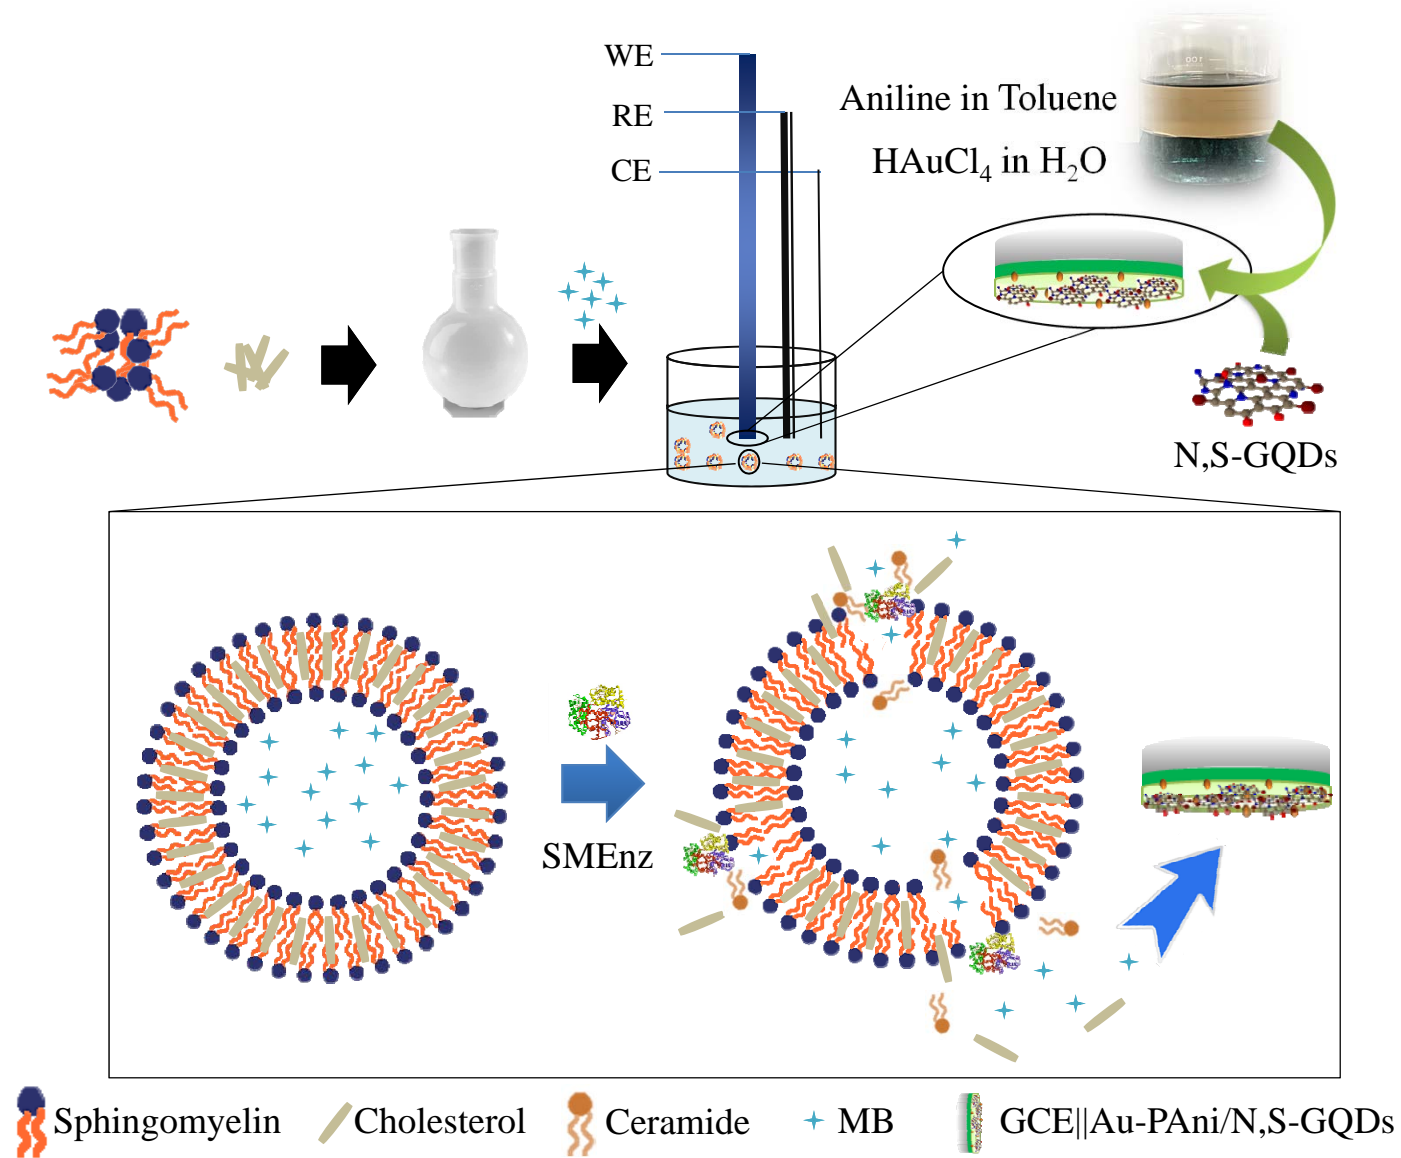 WE
RE
CE
Aniline in Toluene
HAuCl₄ in H₂O
100
N,S-GQDs
SMEnz
Sphingomyelin
Cholesterol
Ceramide
MB
GCE||Au-PAni/N,S-GQDs